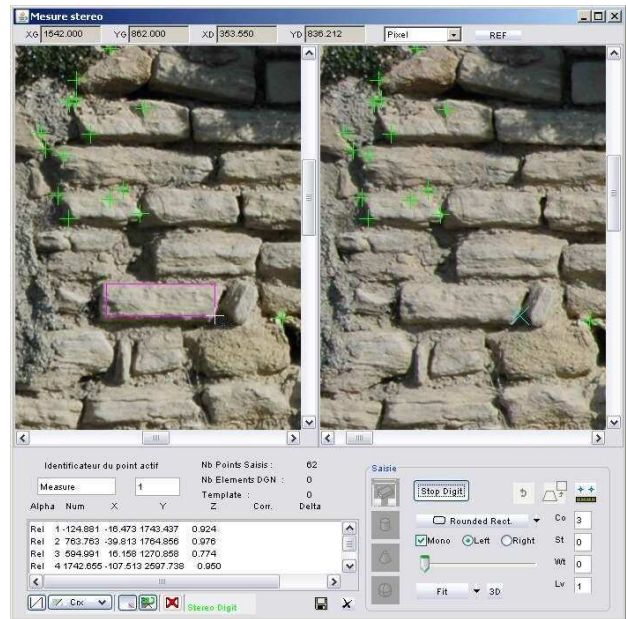 Mesure stereo
XG 1542.000 YG 862.000 XD 353.550 YD 836.212 Pixel REF
Identificateur du point actif
Measure 1
Nb Points Saisis : 62
Nb Elements DGN : 0
Template : 0
Alpha Num X Y Z Corr. Delta
Rel 1 -124.881 -16.473 1743.437 0.924
Rel 2 763.763 -39.813 1764.856 0.976
Rel 3 594.991 16.158 1270.858 0.774
Rel 4 1742.655 -107.513 2597.738 0.950
Crx Stereo Digit
Saisie
Stop Digit
Rounded Rect. Co 3
Mono Left Right St 0
Wt 0
Fit 3D Lv 1